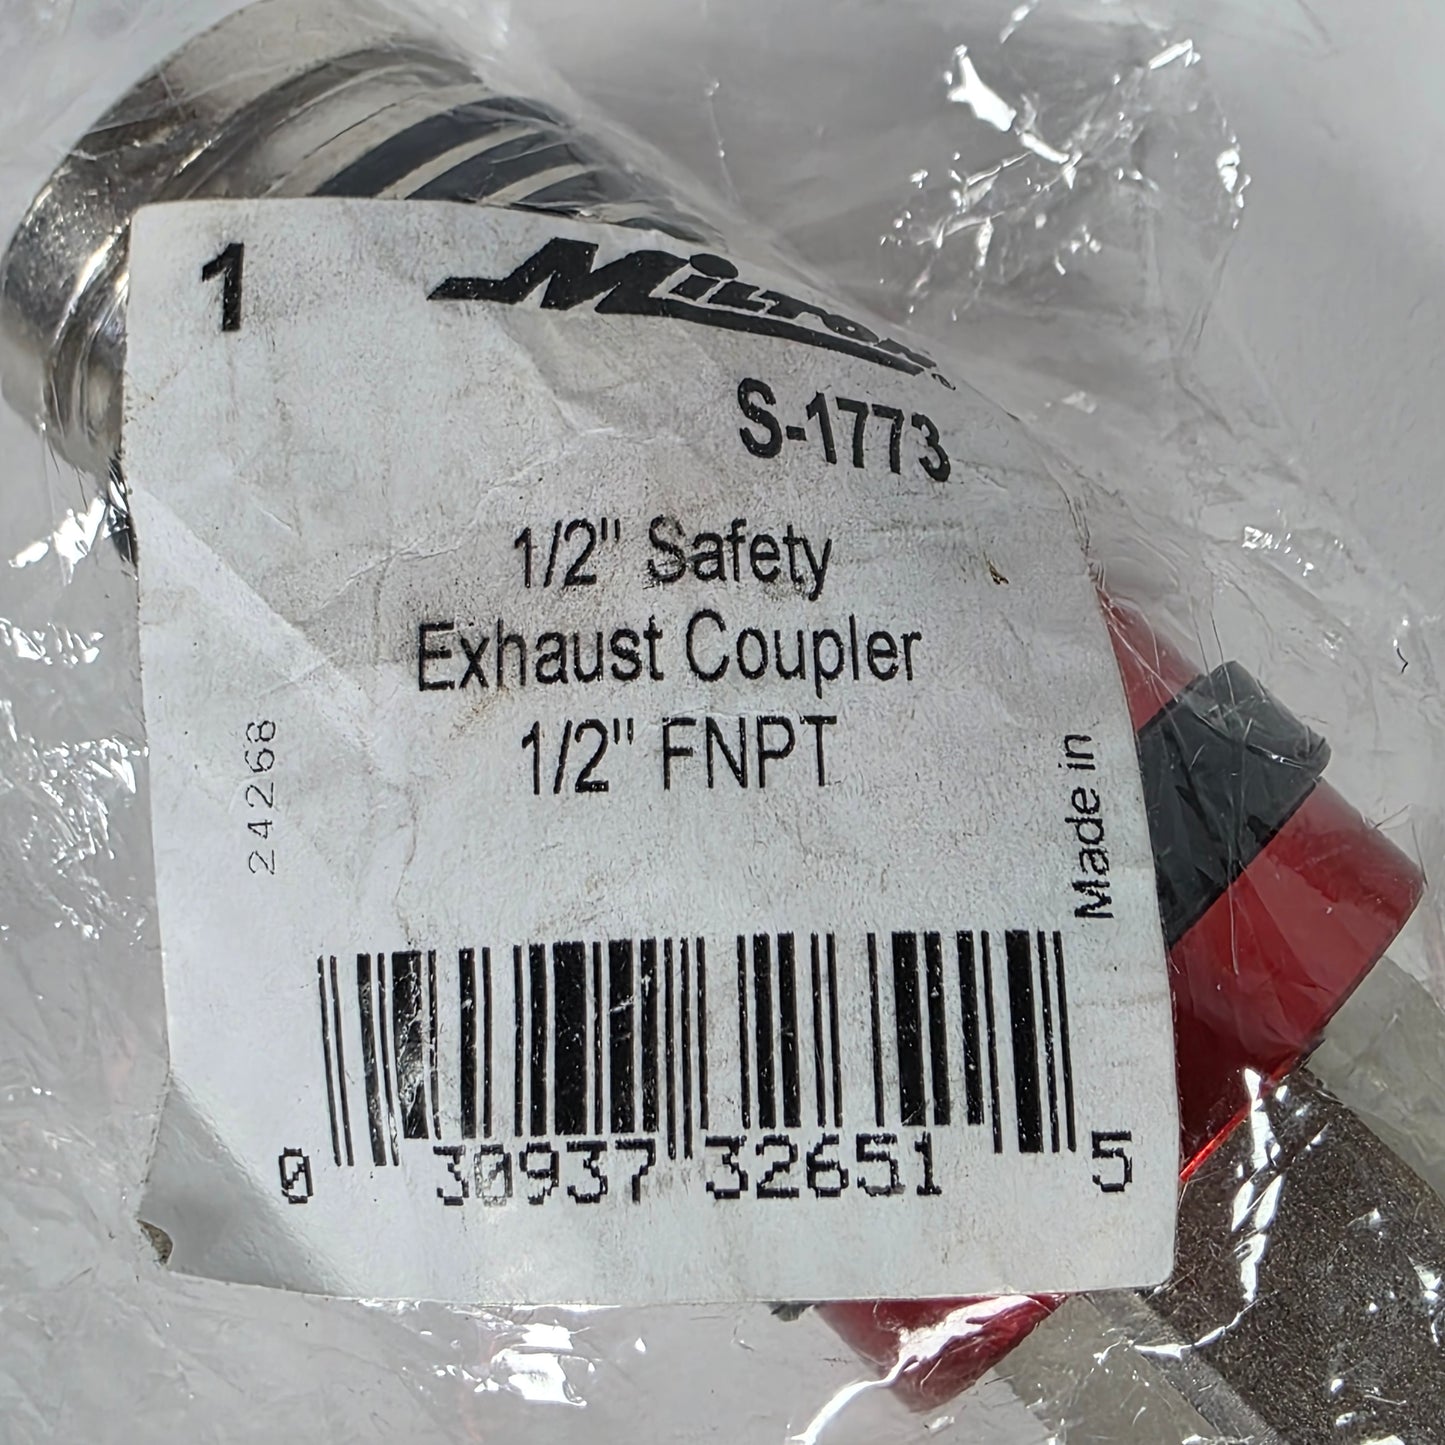 1
Milton®
S-1773
1/2" Safety
Exhaust Coupler
1/2" FNPT
24268
Made in
0 30937 32651 5